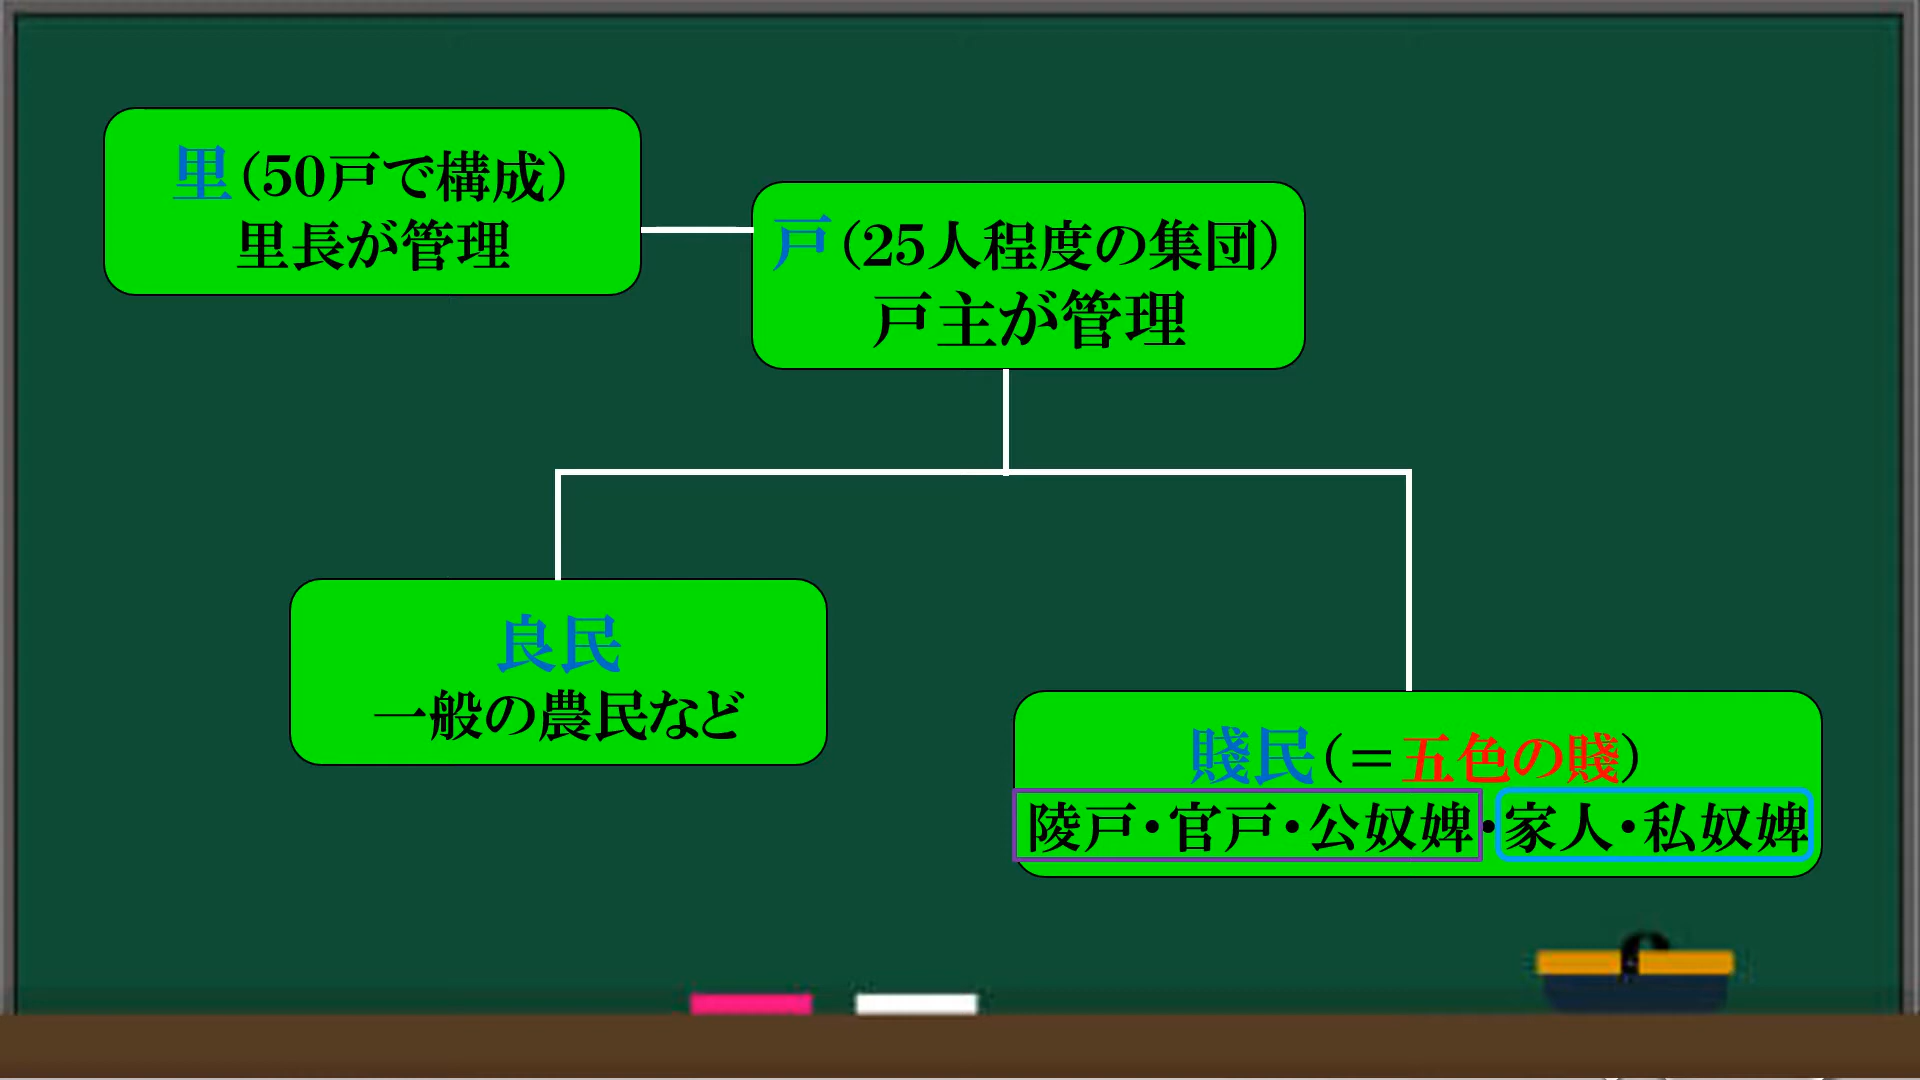 里（50戸で構成）
里長が管理
戸（25人程度の集団）
戸主が管理
良民
一般の農民など
賤民（＝五色の賤）
陵戸・官戸・公奴婢・家人・私奴婢